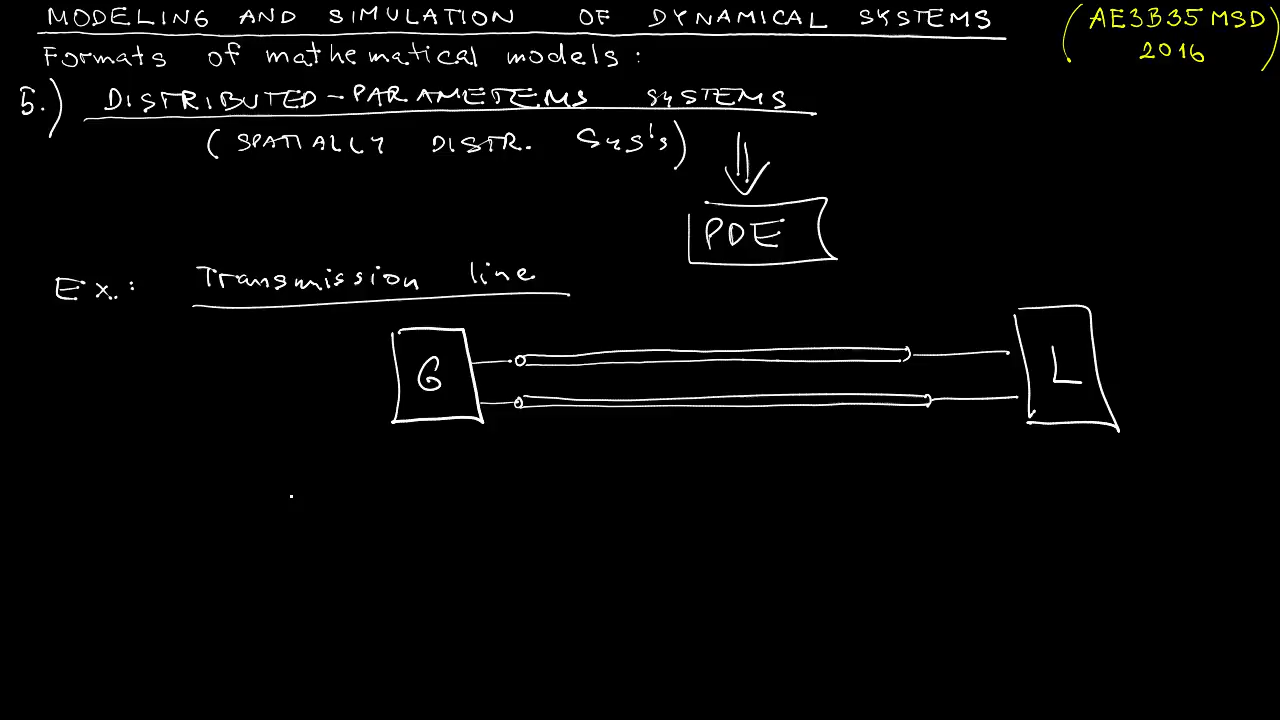 MODELING AND SIMULATION OF DYNAMICAL SYSTEMS
(AE3B35MSD)
2016
Formats of mathematical models:
5.) DISTRIBUTED-PARAMETEMS SYSTEMS
(SPATIALLY DISTR. SYS's)
PDE
Ex.: Transmission line
G
L